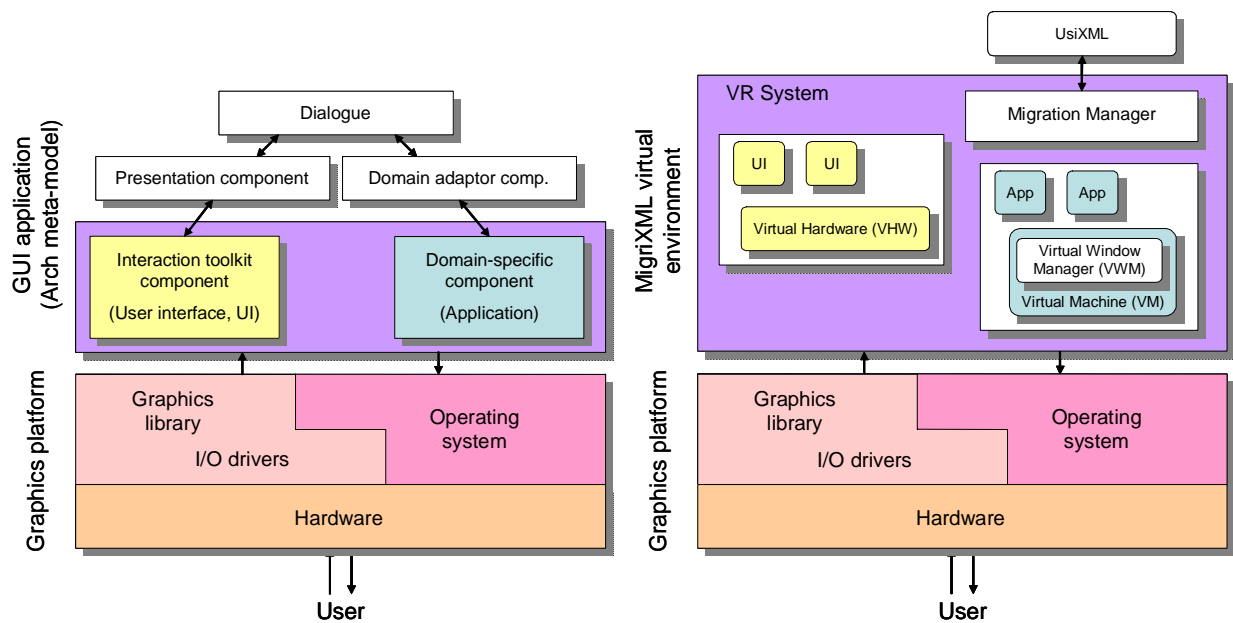 GUI application
(Arch meta-model)
Dialogue
Presentation component
Domain adaptor comp.
Interaction toolkit
component
(User interface, UI)
Domain-specific
component
(Application)
Graphics platform
Graphics
library
I/O drivers
Operating
system
Hardware
User
MigriXML virtual
environment
UsiXML
VR System
Migration Manager
UI
UI
Virtual Hardware (VHW)
App
App
Virtual Window
Manager (VWM)
Virtual Machine (VM)
Graphics platform
Graphics
library
I/O drivers
Operating
system
Hardware
User